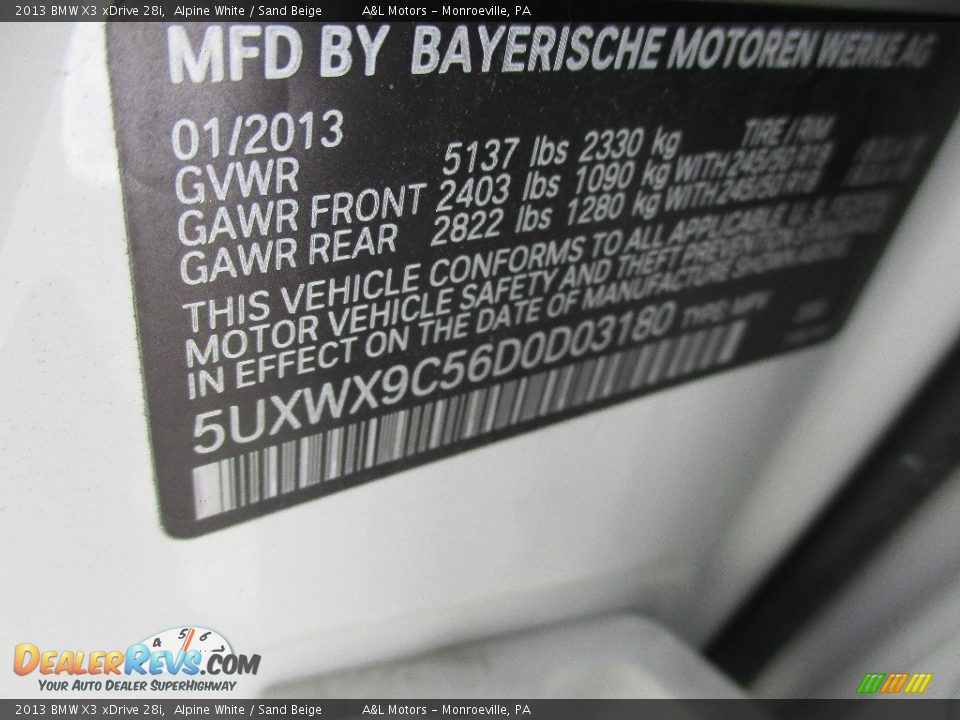 2013 BMW X3 xDrive 28i, Alpine White / Sand Beige A&L Motors - Monroeville, PA
MFD BY BAYERISCHE MOTOREN WERKE AG
01/2013
GVWR 5137 lbs 2330 kg TIRE / RIM
GAWR FRONT 2403 lbs 1090 kg WITH 245/50 R18
GAWR REAR 2822 lbs 1280 kg WITH 245/50 R18
THIS VEHICLE CONFORMS TO ALL APPLICABLE U.S.
MOTOR VEHICLE SAFETY AND THEFT PREVENTION
IN EFFECT ON THE DATE OF MANUFACTURE SHOWN
5UXWX9C56D0D03180 TYPE: MPV
4 5 6
DEALERREVS.COM
YOUR AUTO DEALER SUPERHIGHWAY
2013 BMW X3 xDrive 28i, Alpine White / Sand Beige A&L Motors - Monroeville, PA